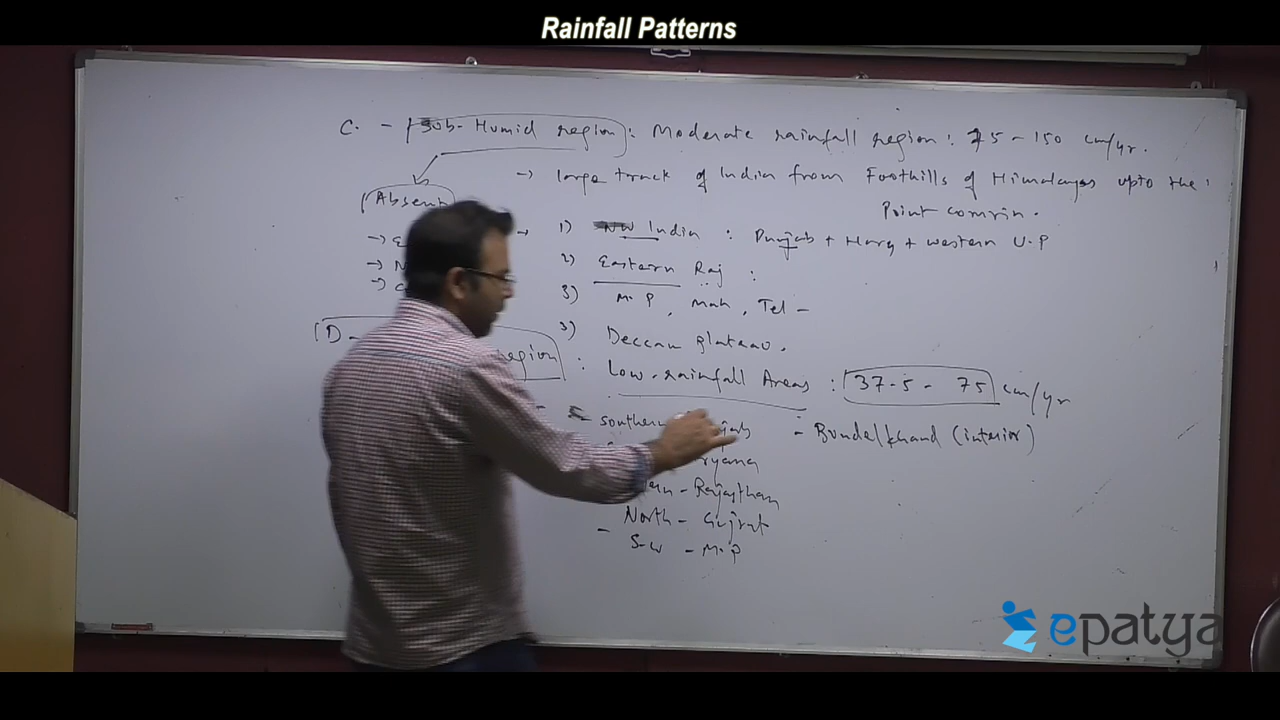 Rainfall Patterns
C. - Sub-Humid region : Moderate rainfall region : 75 - 150 cm/yr.
→ large track of India from Foothills of Himalayas upto the
Point comrin.
Absent
1) NW India : Punjab + Hary + western U.P
2) Eastern Raj :
3) M.P, Mah, Tel -
3) Deccan plateau.
D - region : Low-rainfall Areas : 37.5 - 75 cm/yr
- southern - Bundelkhand (interior)
- Rajasthan
- North - Gujrat
S-W - M.P
epatya